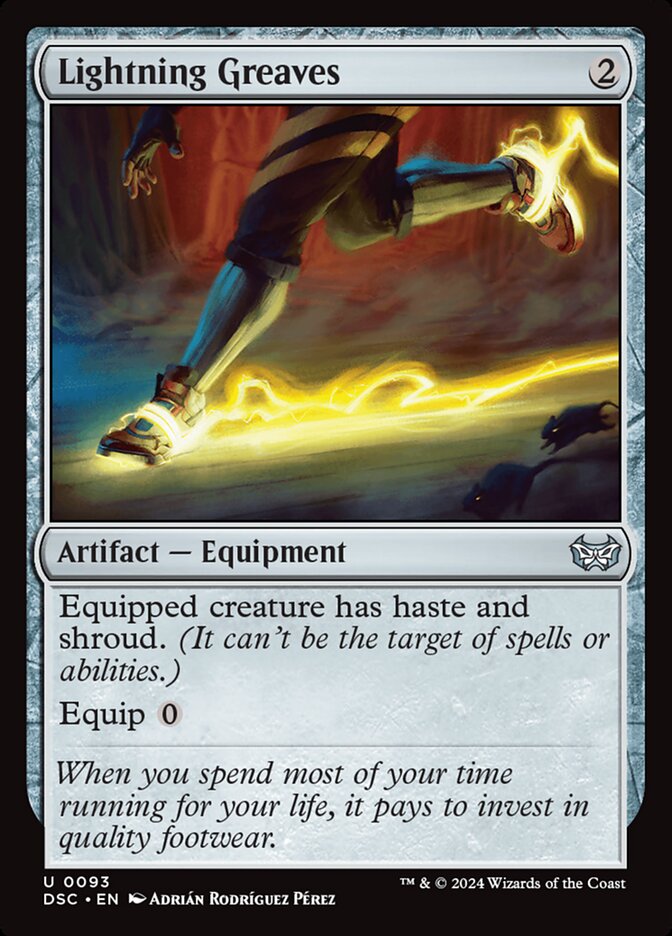 Lightning Greaves 2
Artifact — Equipment
Equipped creature has haste and
shroud. (It can't be the target of spells or
abilities.)
Equip 0
When you spend most of your time
running for your life, it pays to invest in
quality footwear.
U 0093
DSC • EN Adrián Rodríguez Pérez
™ & © 2024 Wizards of the Coast